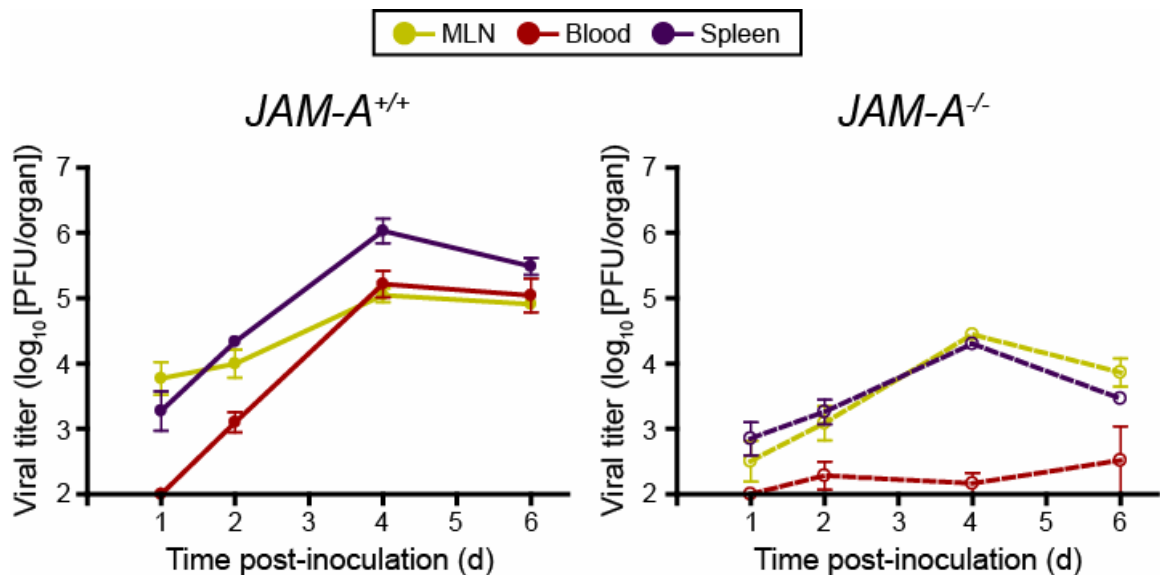 MLN Blood Spleen
JAM-A+/+
JAM-A-/-
Viral titer (log10[PFU/organ])
7
6
5
4
3
2
1 2 3 4 5 6
Time post-inoculation (d)
Viral titer (log10[PFU/organ])
7
6
5
4
3
2
1 2 3 4 5 6
Time post-inoculation (d)